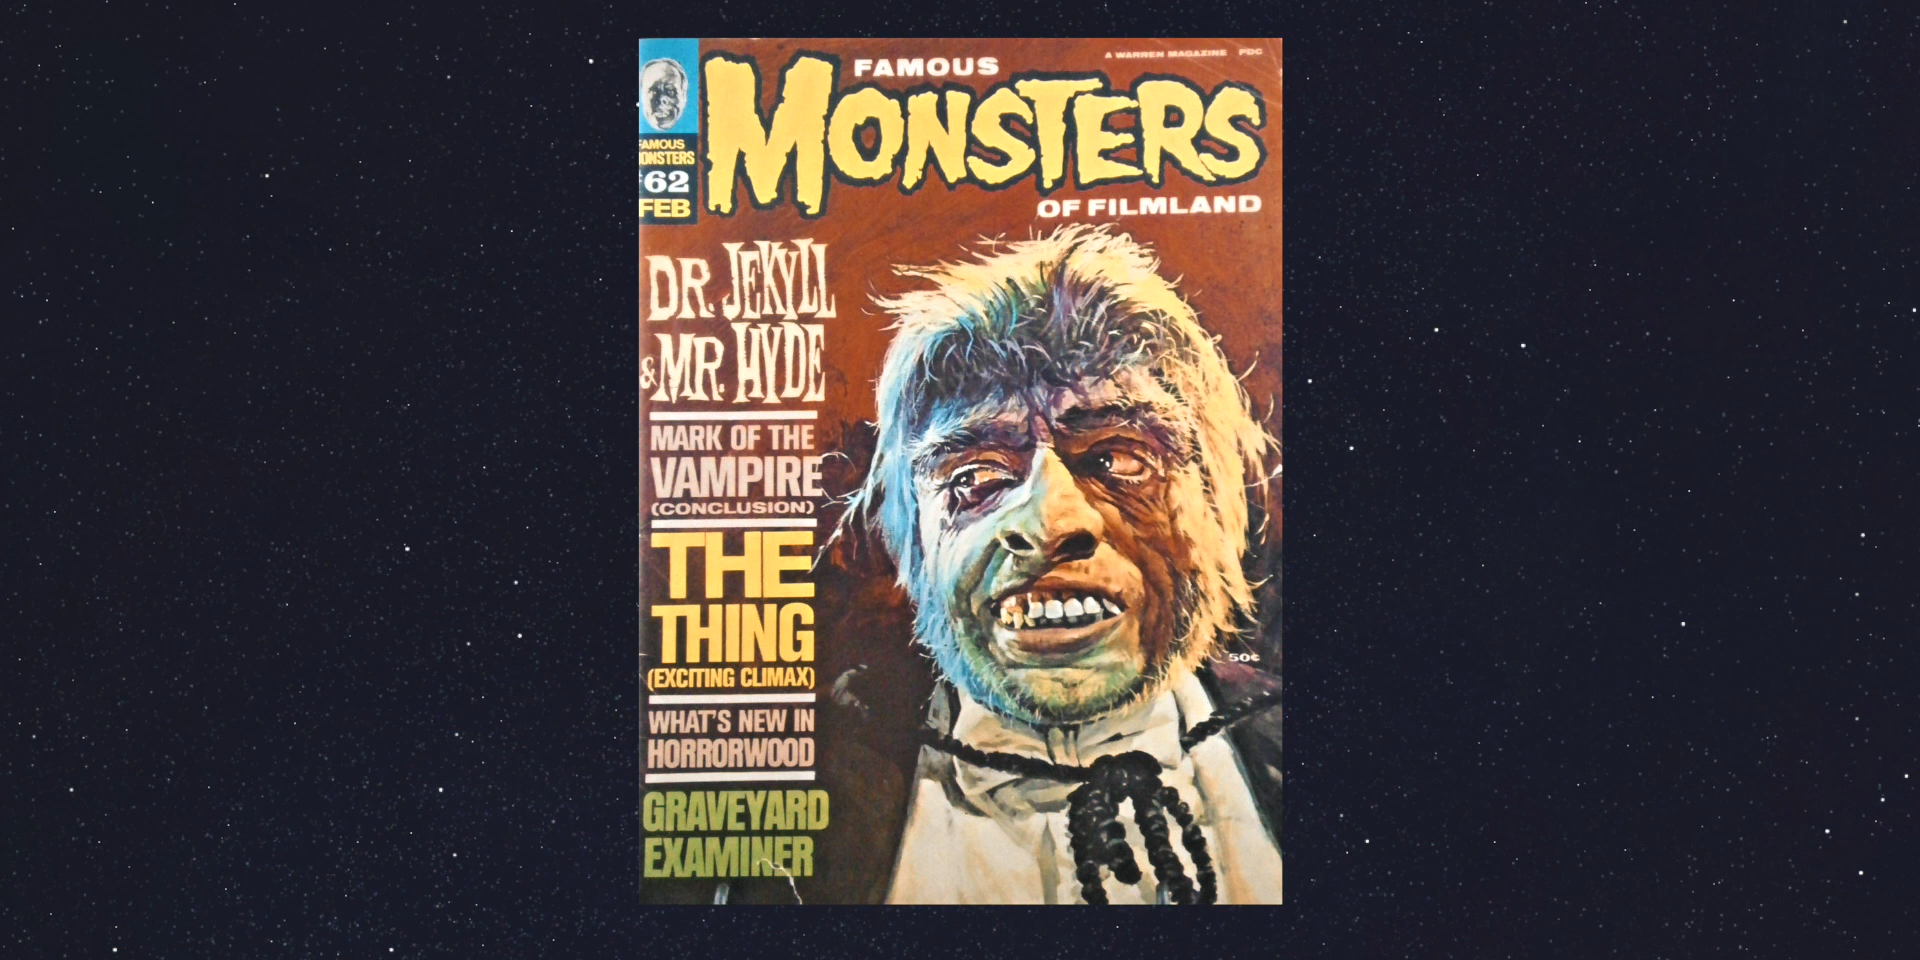 A WARREN MAGAZINE PDC
FAMOUS
MONSTERS
OF FILMLAND
FAMOUS
MONSTERS
#62
FEB
DR. JEKYLL
& MR. HYDE
MARK OF THE
VAMPIRE
(CONCLUSION)
THE
THING
(EXCITING CLIMAX)
WHAT'S NEW IN
HORRORWOOD
GRAVEYARD
EXAMINER
50¢